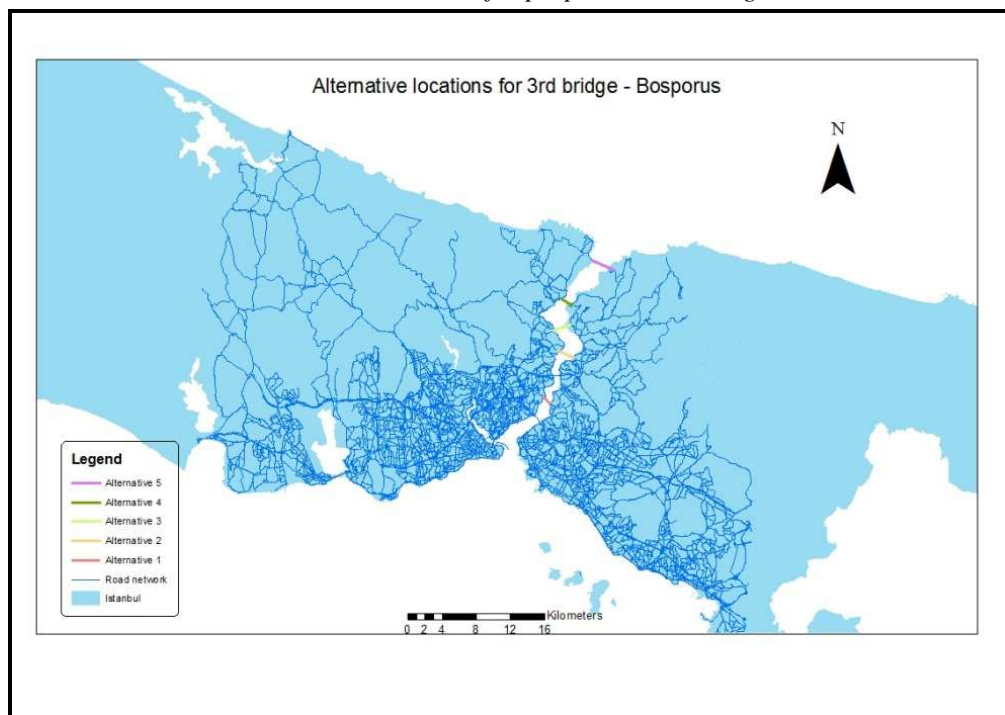 Alternative locations for 3rd bridge - Bosporus
N
Legend
Alternative 5
Alternative 4
Alternative 3
Alternative 2
Alternative 1
Road network
Istanbul
Kilometers
0 2 4 8 12 16